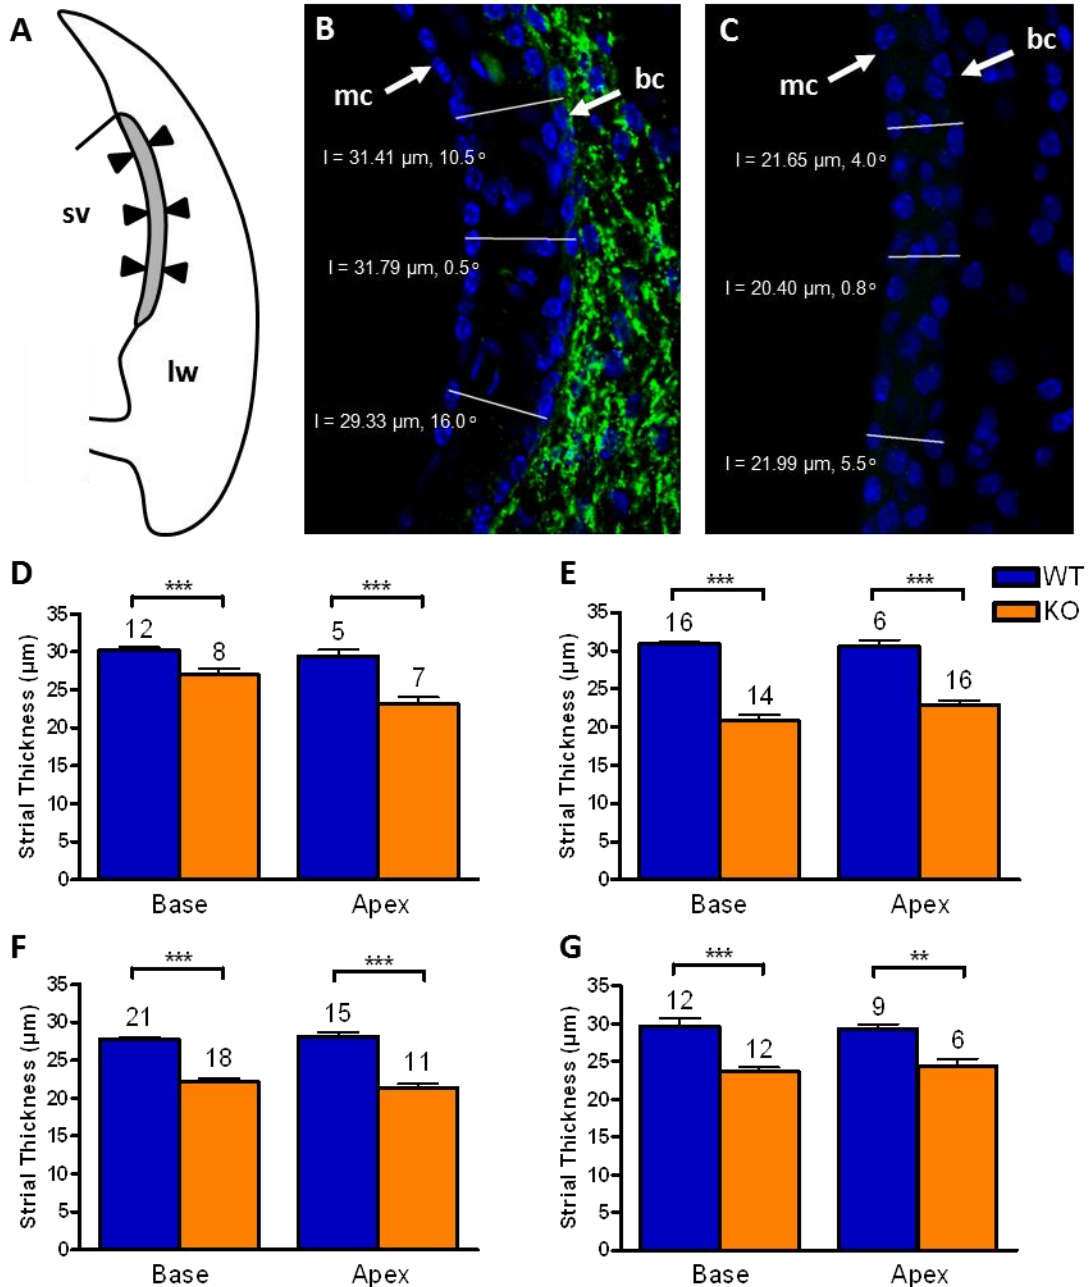 A
sv
lw
B
mc
bc
l = 31.41 µm, 10.5°
l = 31.79 µm, 0.5°
l = 29.33 µm, 16.0°
C
mc
bc
l = 21.65 µm, 4.0°
l = 20.40 µm, 0.8°
l = 21.99 µm, 5.5°
D
*** ***
Strial Thickness (µm)
35
30
25
20
15
10
5
0
12 8 5 7
Base Apex
E
*** ***
WT
KO
Strial Thickness (µm)
35
30
25
20
15
10
5
0
16 14 6 16
Base Apex
F
*** ***
Strial Thickness (µm)
35
30
25
20
15
10
5
0
21 18 15 11
Base Apex
G
*** **
Strial Thickness (µm)
35
30
25
20
15
10
5
0
12 12 9 6
Base Apex